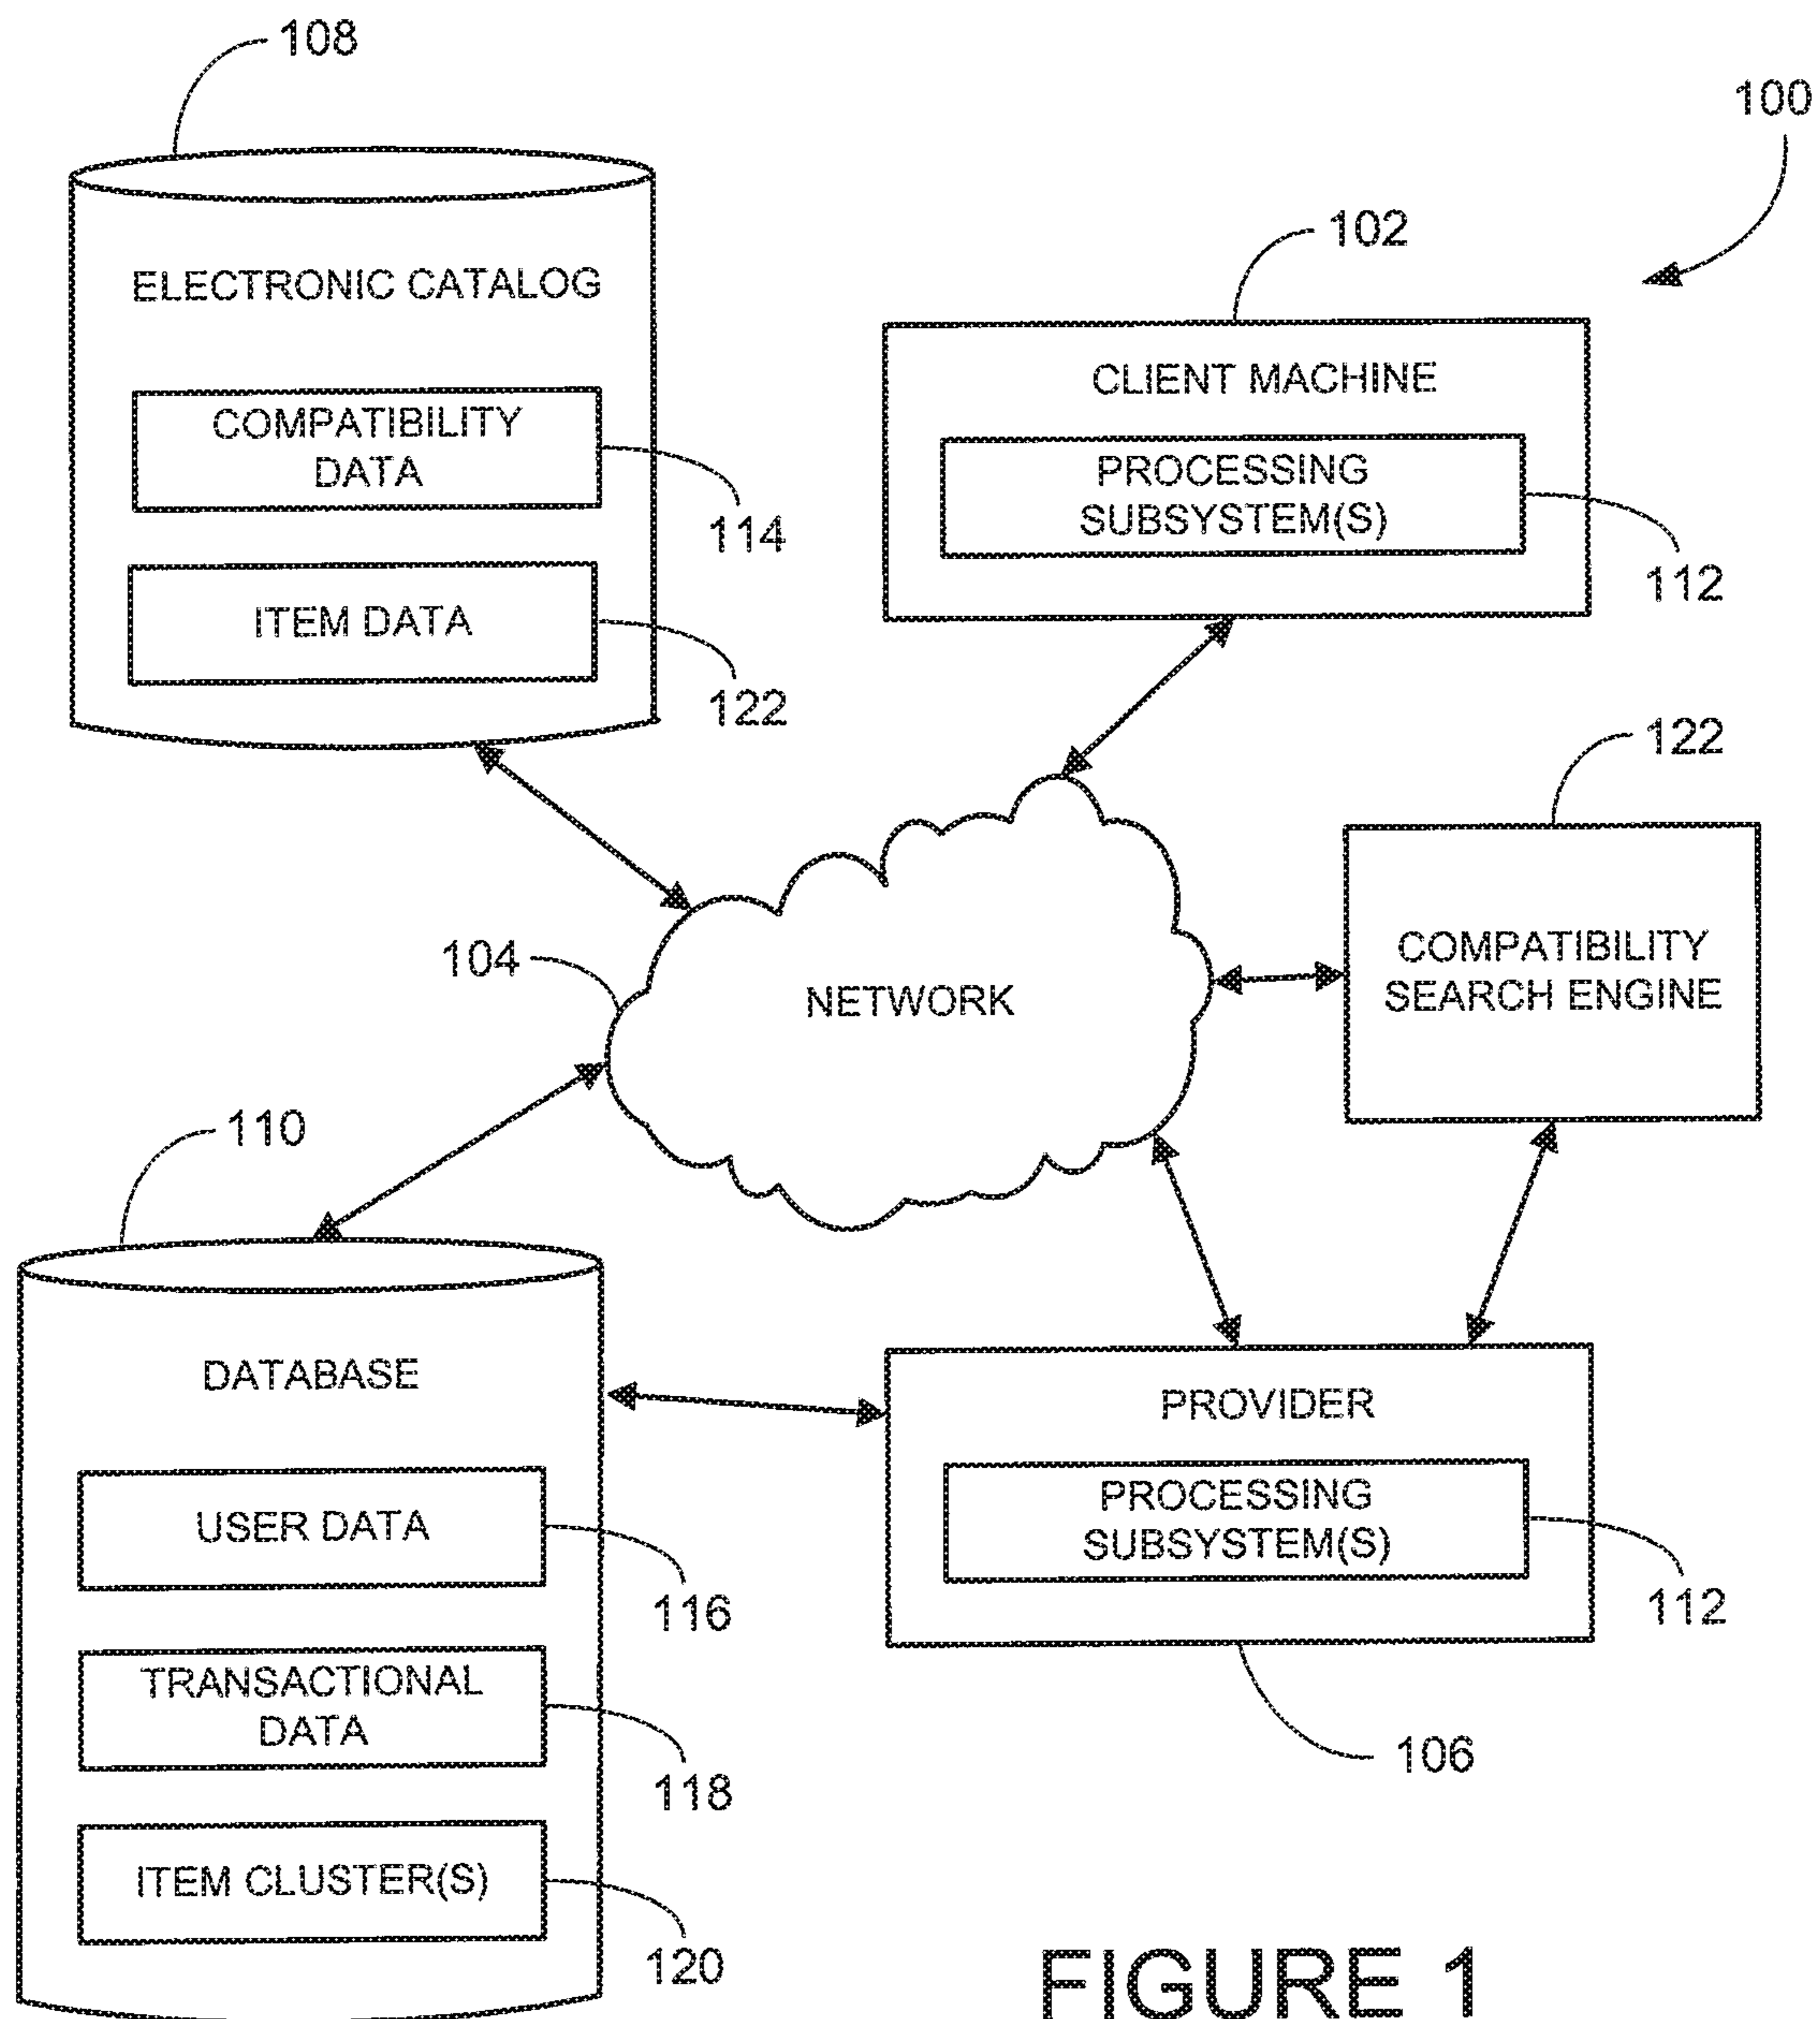 108
100
ELECTRONIC CATALOG
COMPATIBILITY
DATA
114
ITEM DATA
122
102
CLIENT MACHINE
PROCESSING
SUBSYSTEM(S)
112
122
COMPATIBILITY
SEARCH ENGINE
104
NETWORK
110
DATABASE
USER DATA
116
TRANSACTIONAL
DATA
118
ITEM CLUSTER(S)
120
PROVIDER
PROCESSING
SUBSYSTEM(S)
112
106
FIGURE 1